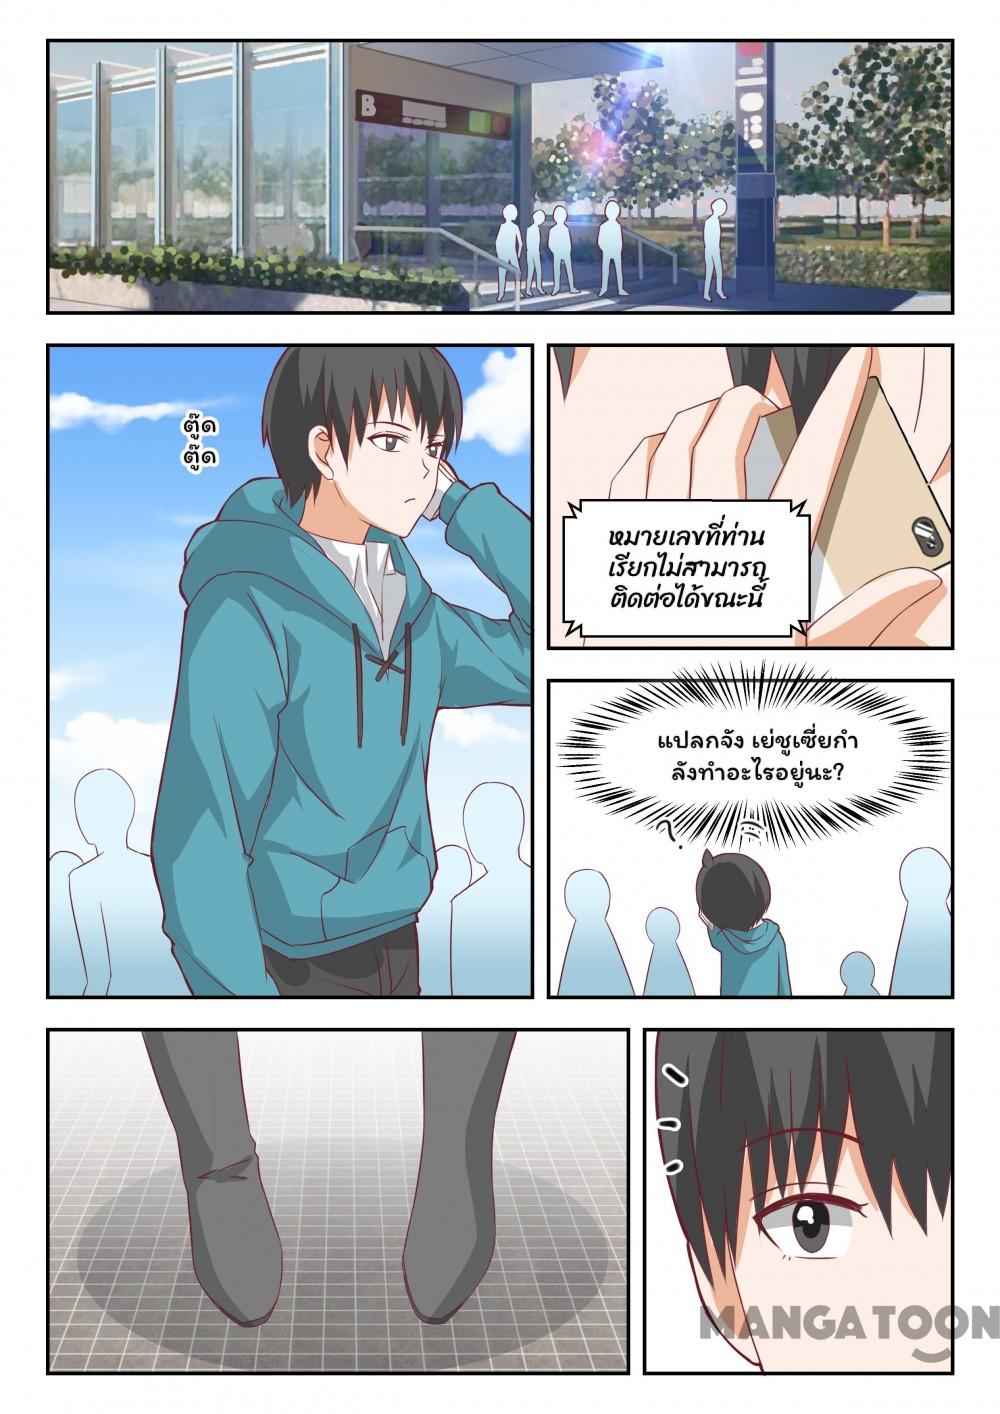 B
ตู๊ด
ตู๊ด
หมายเลขที่ท่าน
เรียกไม่สามารถ
ติดต่อได้ขณะนี้
แปลกจัง เย่ชูเซี่ยกำ
ลังทำอะไรอยู่นะ?
?
MANGATOON